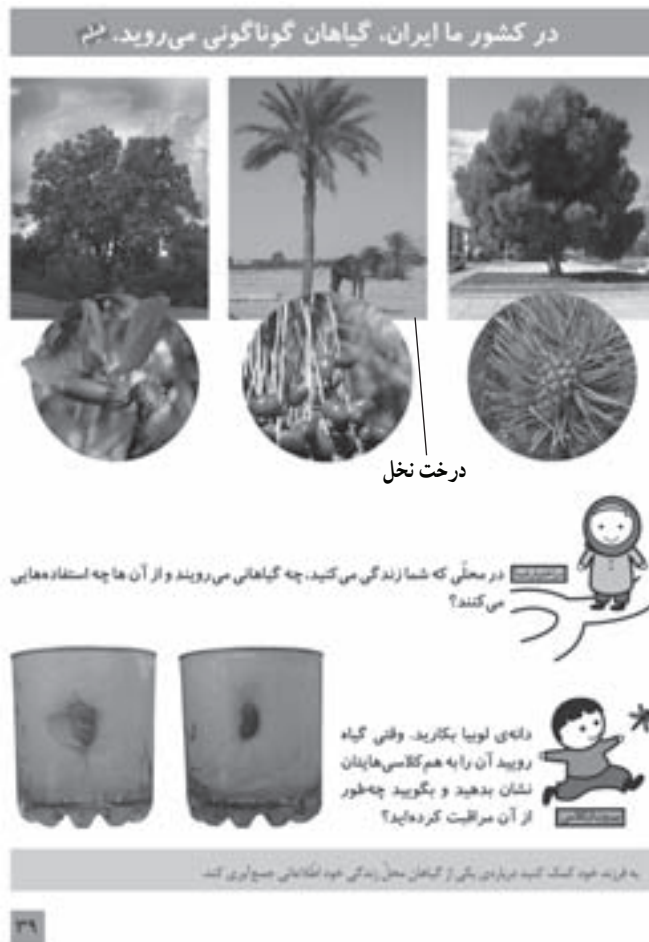 در کشور ما ایران، گیاهان گوناگونی می‌روید.
درخت نخل
در محلّی که شما زندگی می‌کنید، چه گیاهانی می‌رویند و از آن ها چه استفاده‌هایی
می‌کنند؟
دانه‌ی لوبیا بکارید. وقتی گیاه
رویید آن را به هم‌کلاسی‌هایتان
نشان بدهید و بگویید چه‌طور
از آن مراقبت کرده‌اید؟
به فرزند خود کمک کنید درباره‌ی یکی از گیاهان محلّ زندگی خود اطّلاعاتی جمع‌آوری کند.
۳۹